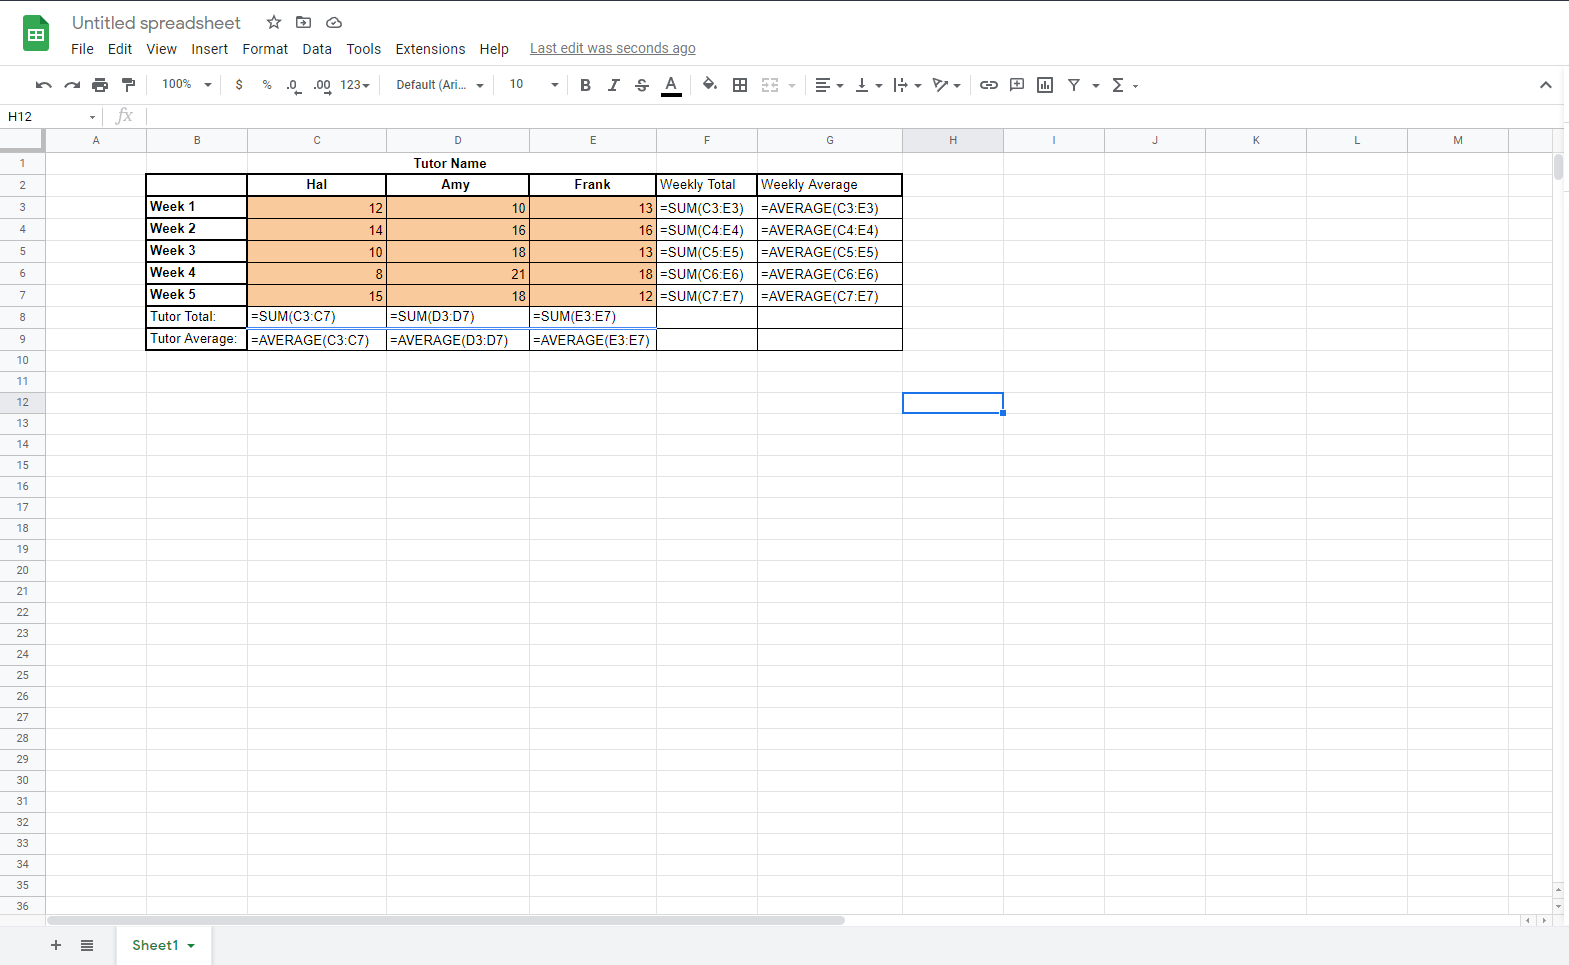 Untitled spreadsheet
File Edit View Insert Format Data Tools Extensions Help Last edit was seconds ago
100% $ % .0 .00 123 Default (Ari... 10 B I S A
H12 fx
A B C D E F G H I J K L M
1 Tutor Name
2 Hal Amy Frank Weekly Total Weekly Average
3 Week 1 12 10 13 =SUM(C3:E3) =AVERAGE(C3:E3)
4 Week 2 14 16 16 =SUM(C4:E4) =AVERAGE(C4:E4)
5 Week 3 10 18 13 =SUM(C5:E5) =AVERAGE(C5:E5)
6 Week 4 8 21 18 =SUM(C6:E6) =AVERAGE(C6:E6)
7 Week 5 15 18 12 =SUM(C7:E7) =AVERAGE(C7:E7)
8 Tutor Total: =SUM(C3:C7) =SUM(D3:D7) =SUM(E3:E7)
9 Tutor Average: =AVERAGE(C3:C7) =AVERAGE(D3:D7) =AVERAGE(E3:E7)
10
11
12
13
14
15
16
17
18
19
20
21
22
23
24
25
26
27
28
29
30
31
32
33
34
35
36
Sheet1